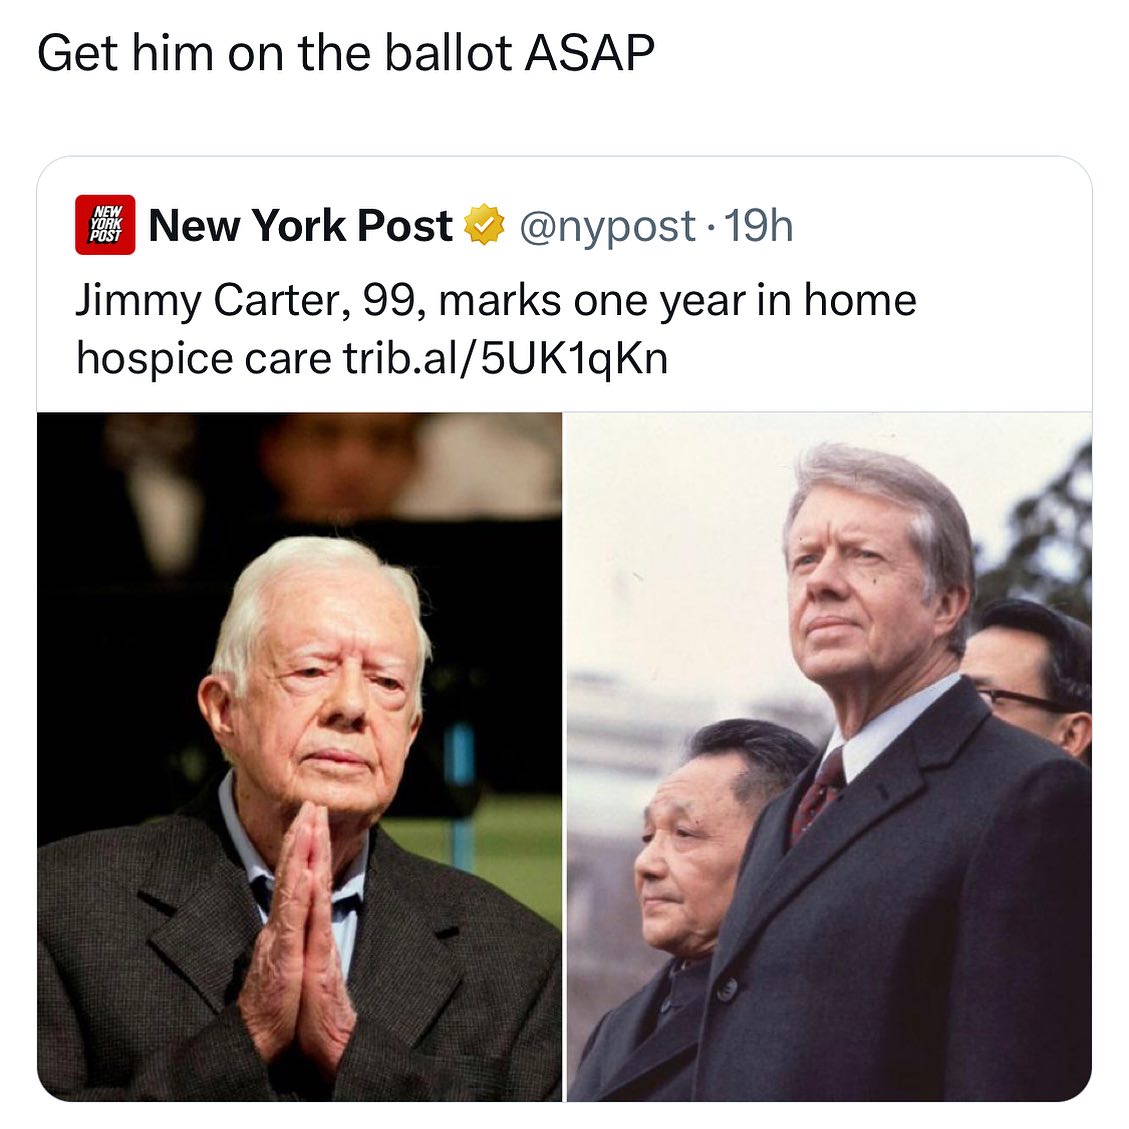 Get him on the ballot ASAP
NEW
YORK
POST
New York Post @nypost · 19h
Jimmy Carter, 99, marks one year in home
hospice care trib.al/5UK1qKn